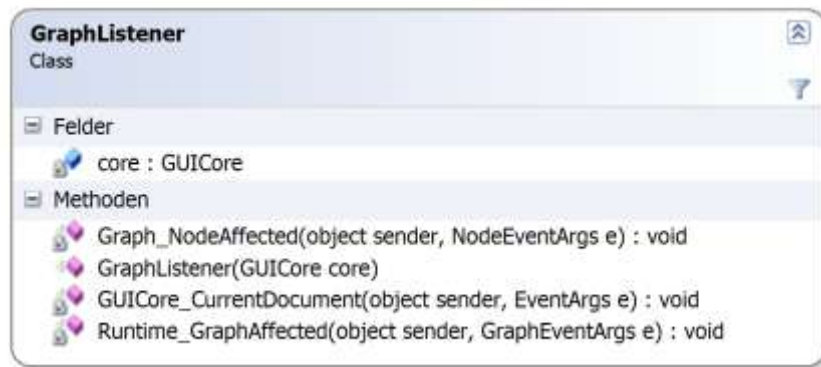 GraphListener
Class
Felder
core : GUICore
Methoden
Graph_NodeAffected(object sender, NodeEventArgs e) : void
GraphListener(GUICore core)
GUICore_CurrentDocument(object sender, EventArgs e) : void
Runtime_GraphAffected(object sender, GraphEventArgs e) : void